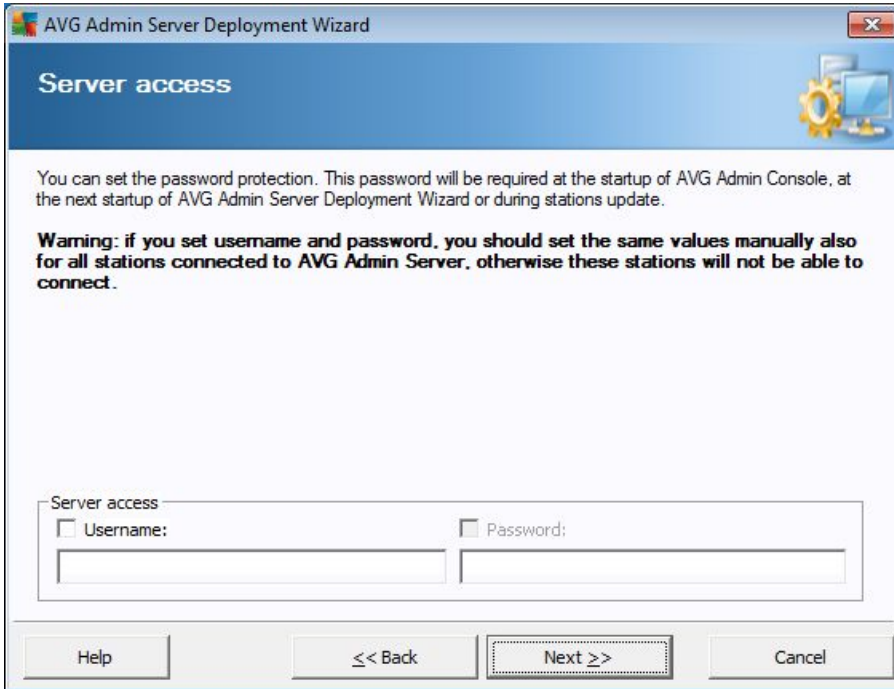 AVG Admin Server Deployment Wizard
Server access
You can set the password protection. This password will be required at the startup of AVG Admin Console, at
the next startup of AVG Admin Server Deployment Wizard or during stations update.
Warning: if you set username and password, you should set the same values manually also
for all stations connected to AVG Admin Server, otherwise these stations will not be able to
connect.
Server access
Username:
Password:
Help
<< Back
Next >>
Cancel